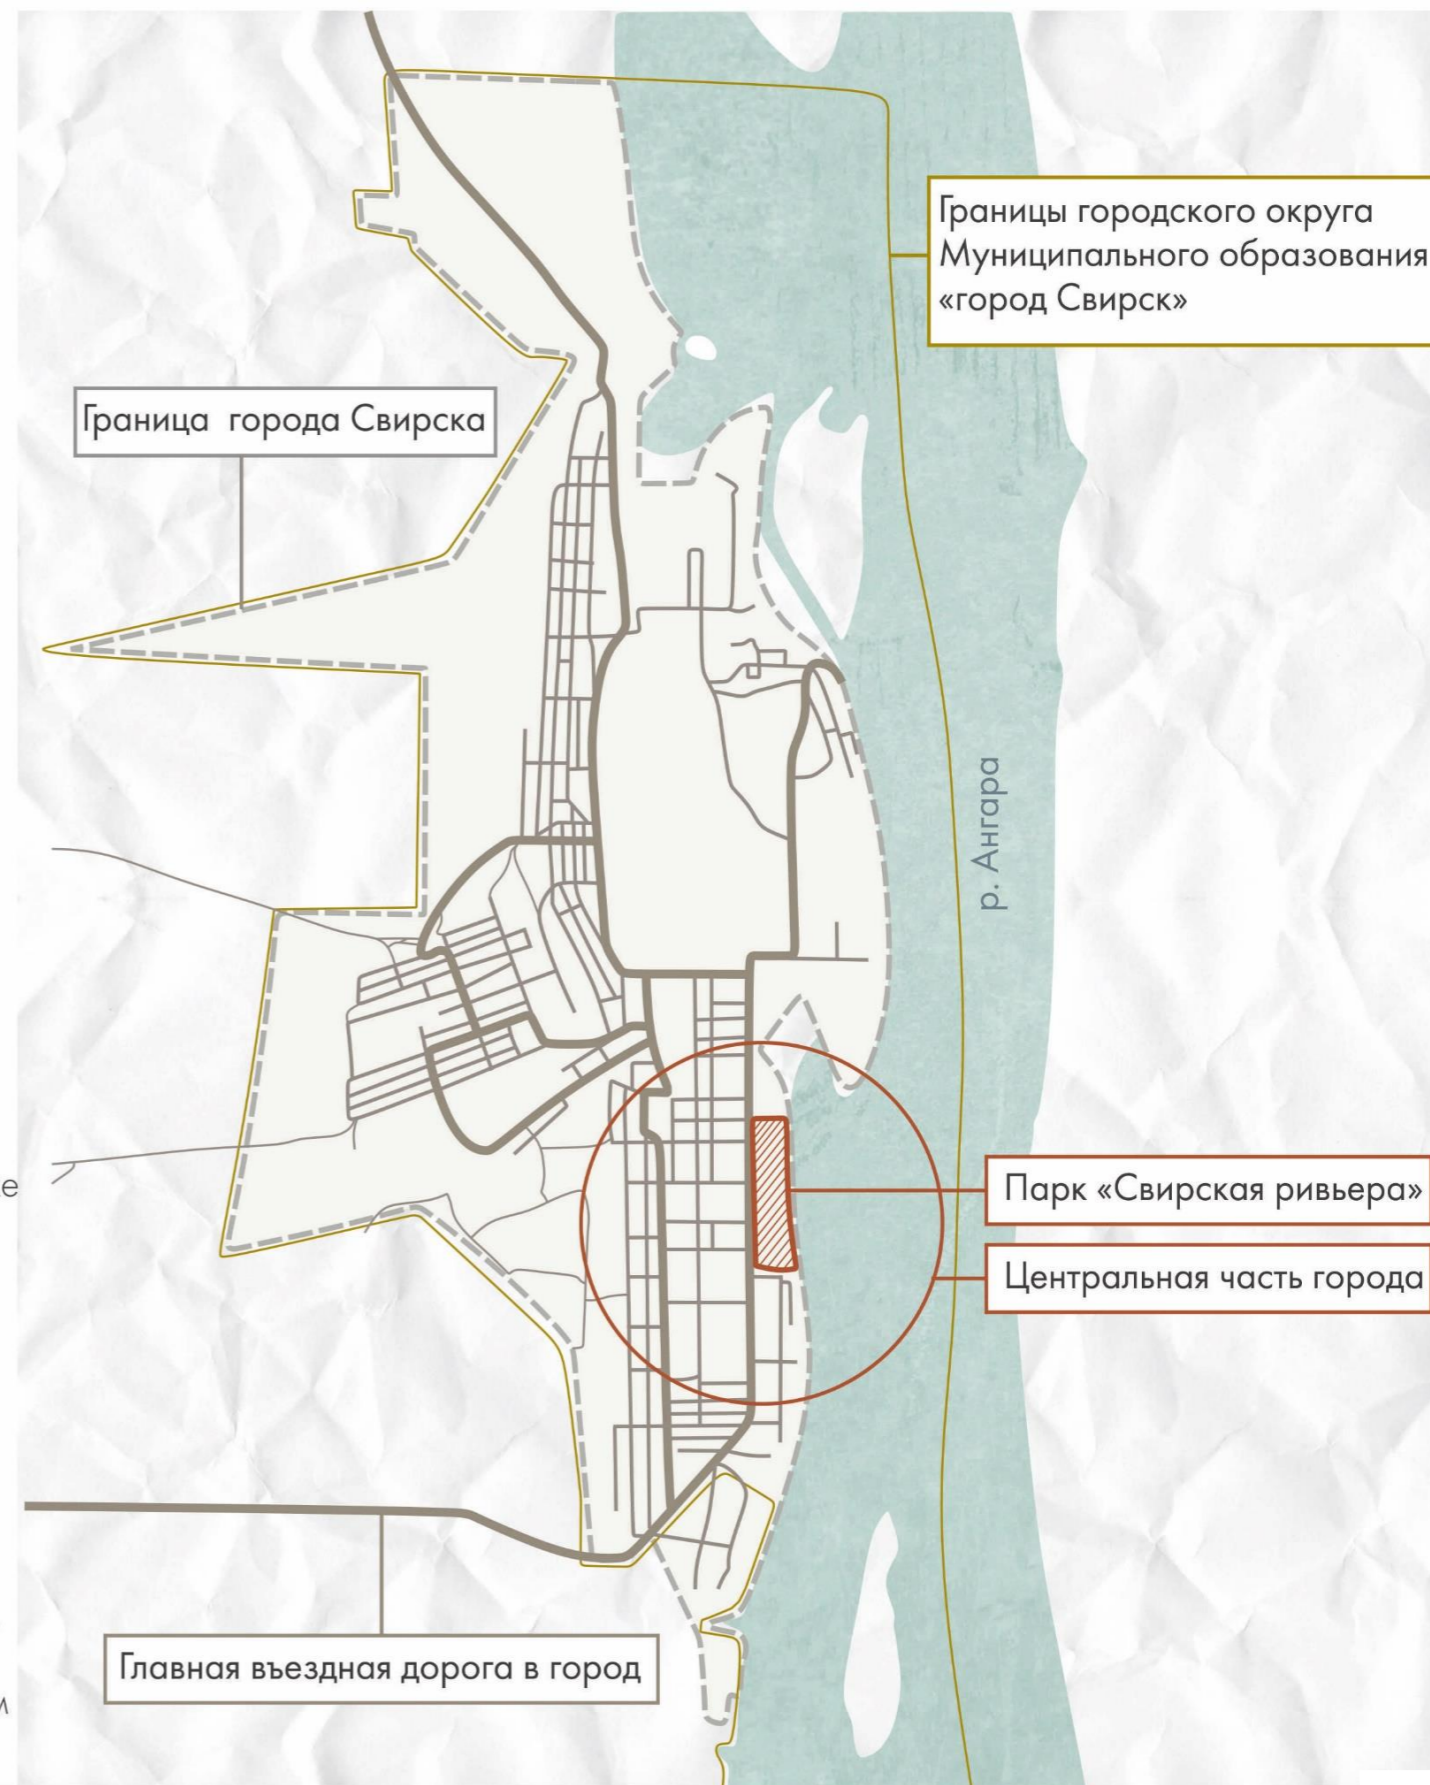 Границы городского округа
Муниципального образования
«город Свирск»
Граница города Свирска
р. Ангара
Парк «Свирская ривьера»
Центральная часть города
Главная въездная дорога в город